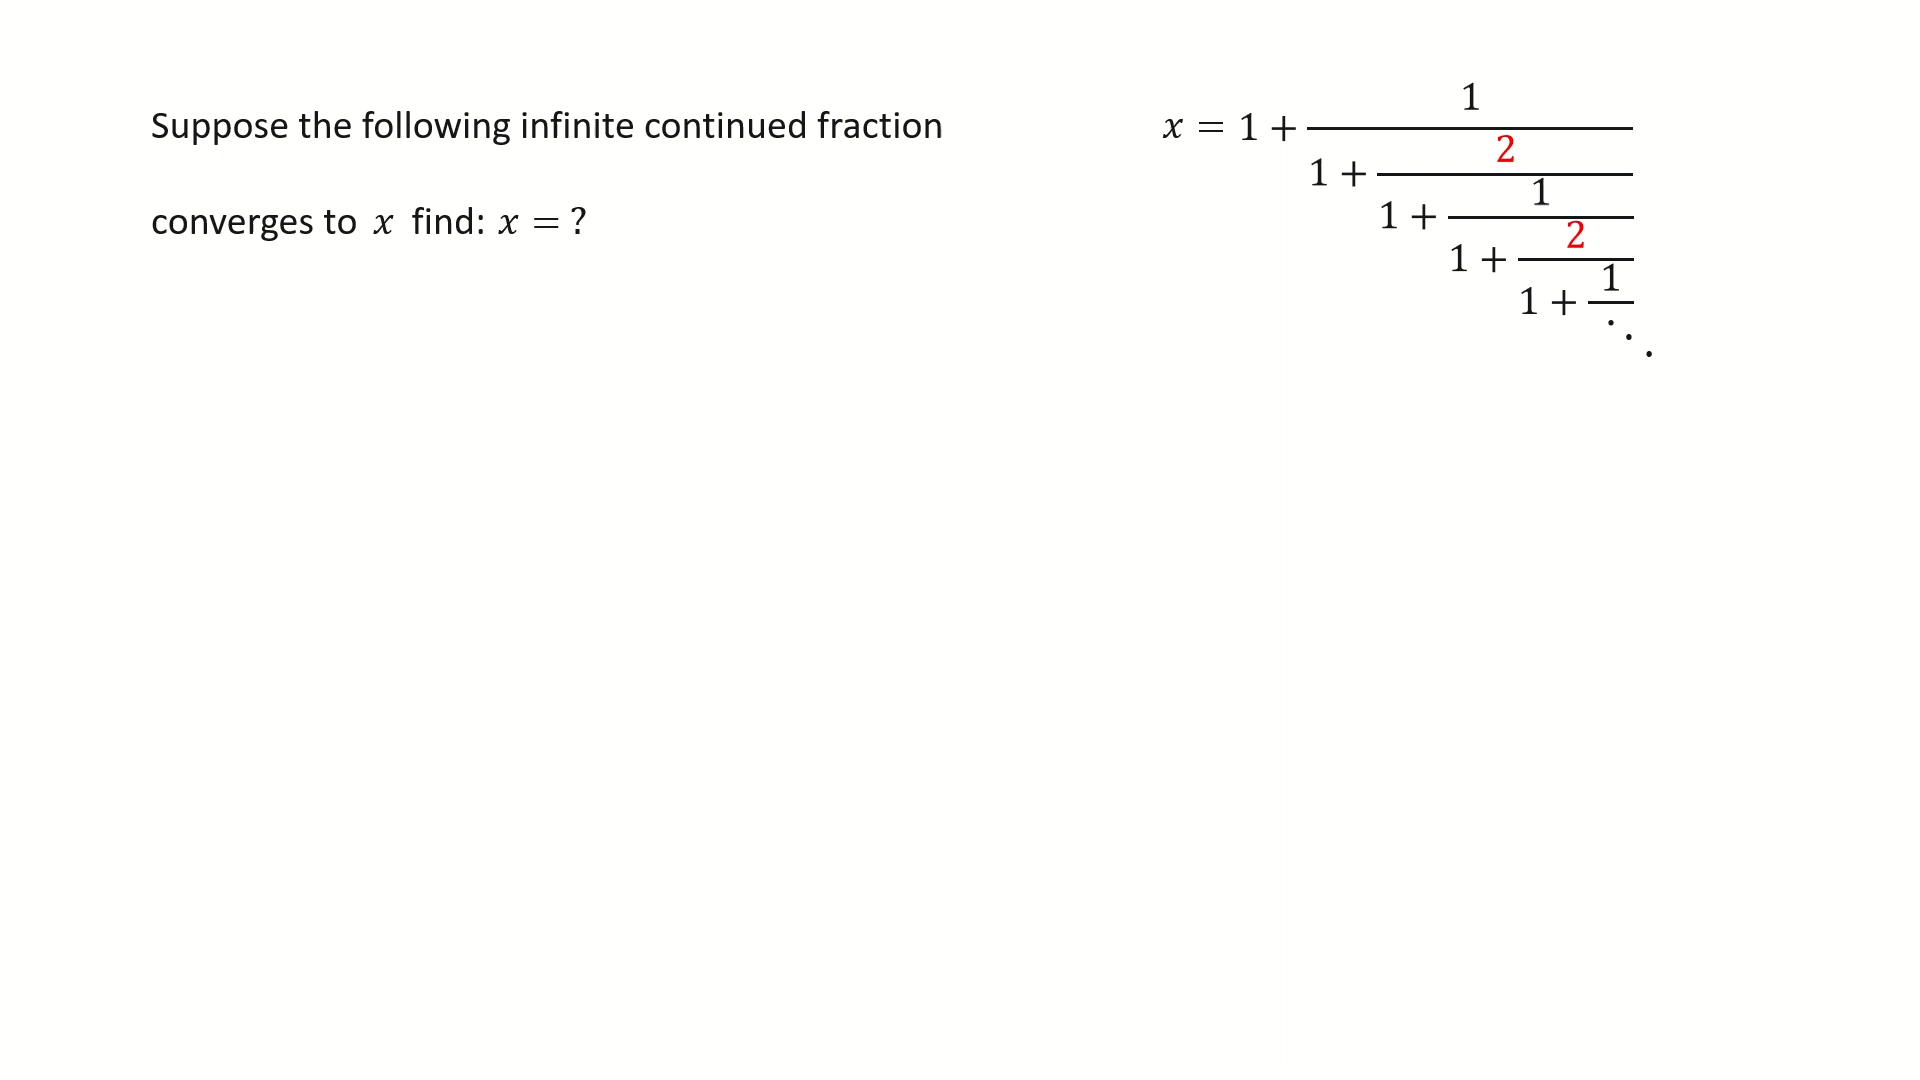 Suppose the following infinite continued fraction
converges to x find: x = ?
x = 1 + 1
1 + 2
1 + 1
1 + 2
1 + 1
⋱